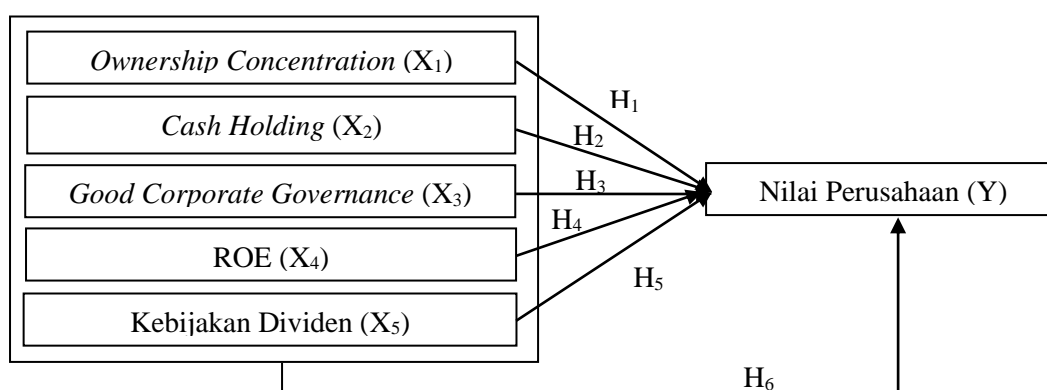 Ownership Concentration (X₁)
H₁
Cash Holding (X₂)
H₂
Good Corporate Governance (X₃)
H₃
Nilai Perusahaan (Y)
H₄
ROE (X₄)
H₅
Kebijakan Dividen (X₅)
H₆